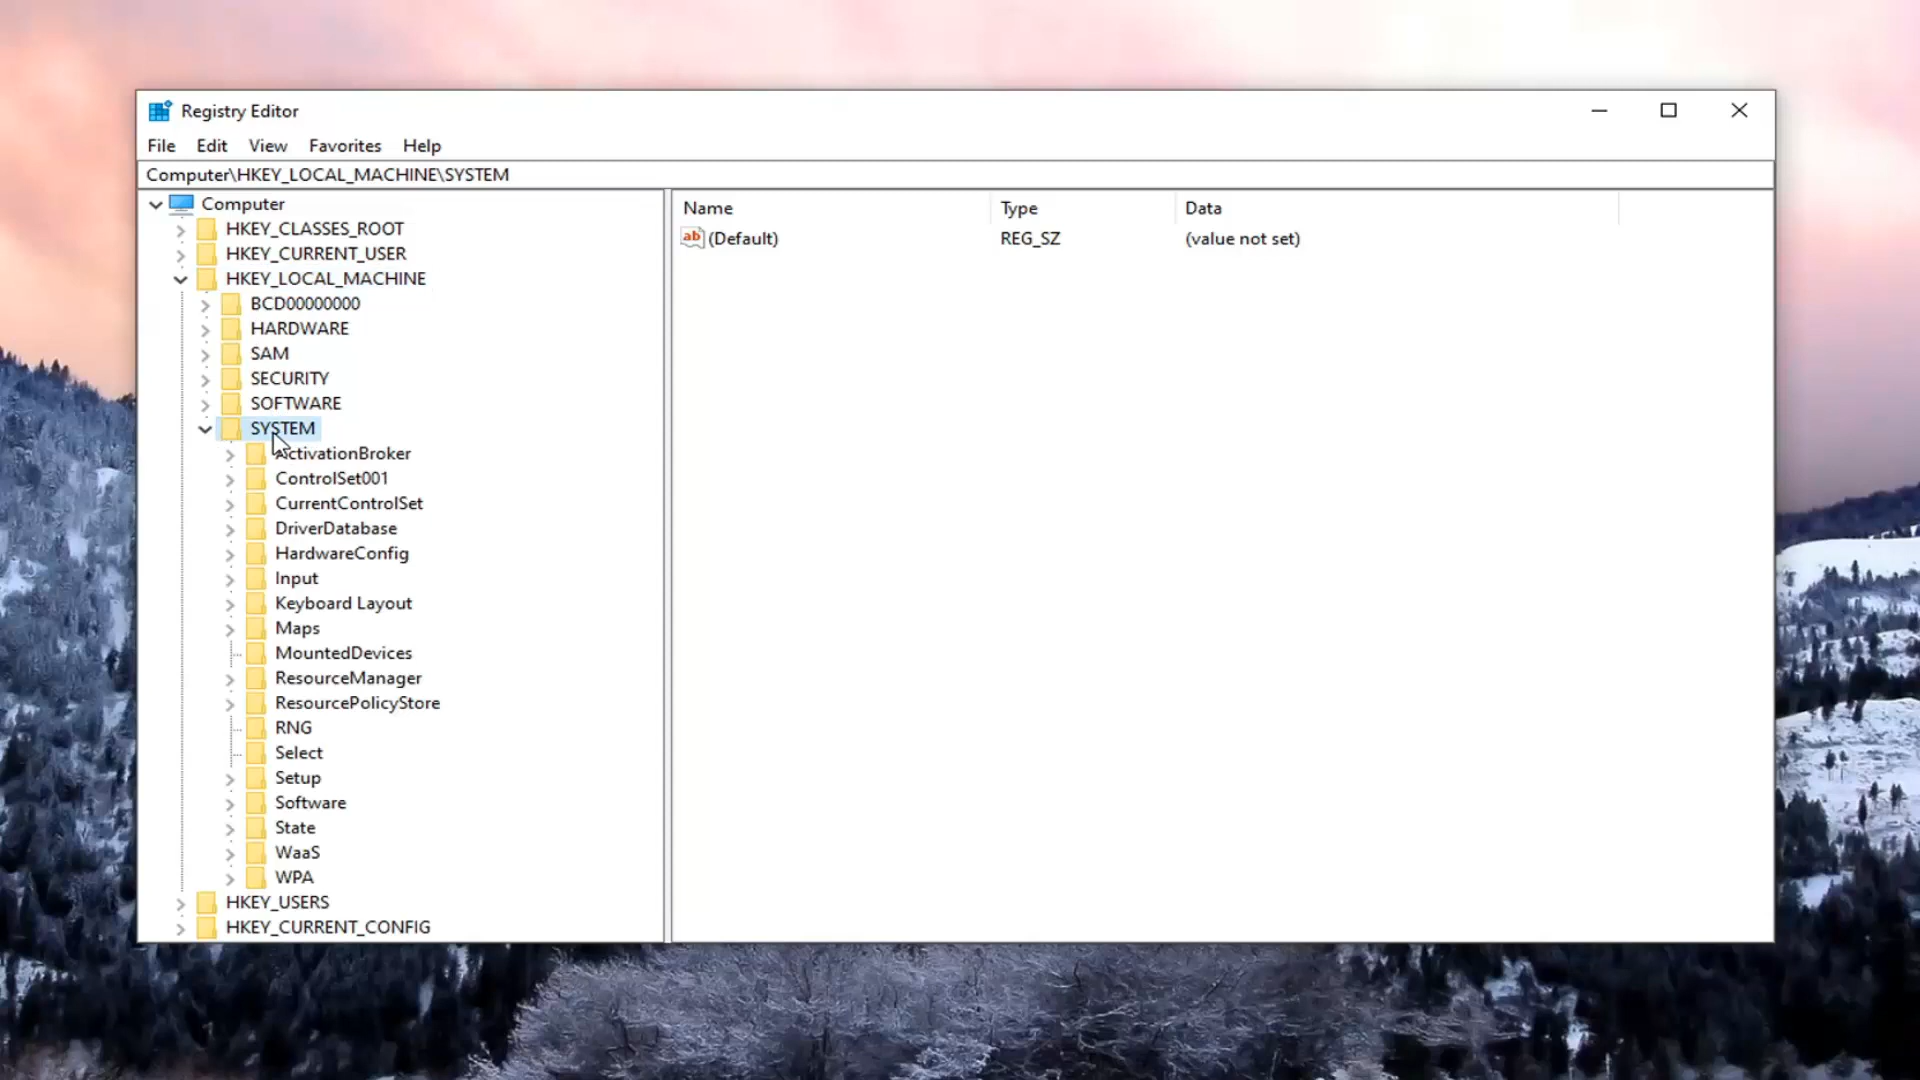 Registry Editor
File Edit View Favorites Help
Computer\HKEY_LOCAL_MACHINE\SYSTEM
Computer
HKEY_CLASSES_ROOT
HKEY_CURRENT_USER
HKEY_LOCAL_MACHINE
BCD00000000
HARDWARE
SAM
SECURITY
SOFTWARE
SYSTEM
ActivationBroker
ControlSet001
CurrentControlSet
DriverDatabase
HardwareConfig
Input
Keyboard Layout
Maps
MountedDevices
ResourceManager
ResourcePolicyStore
RNG
Select
Setup
Software
State
WaaS
WPA
HKEY_USERS
HKEY_CURRENT_CONFIG
Name Type Data
ab (Default) REG_SZ (value not set)